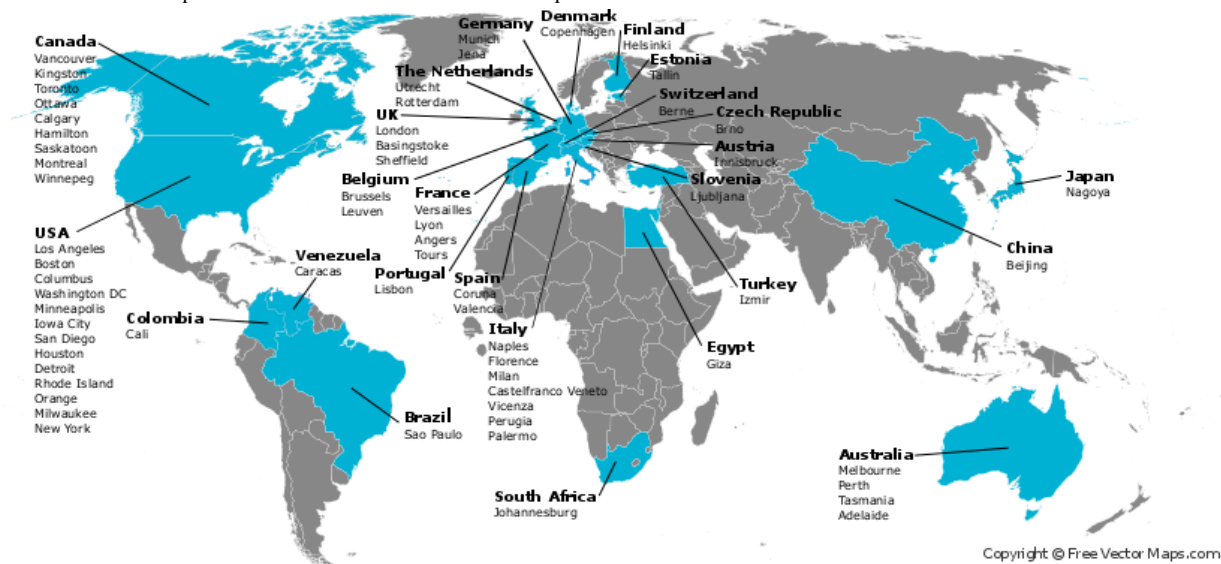 Canada
Vancouver
Kingston
Toronto
Ottawa
Calgary
Hamilton
Saskatoon
Montreal
Winnepeg
USA
Los Angeles
Boston
Columbus
Washington DC
Minneapolis
Iowa City
San Diego
Houston
Detroit
Rhode Island
Orange
Milwaukee
New York
Venezuela
Caracas
Colombia
Cali
Brazil
Sao Paulo
Germany
Munich
Jena
The Netherlands
Utrecht
Rotterdam
UK
London
Basingstoke
Sheffield
Belgium
Brussels
Leuven
France
Versailles
Lyon
Angers
Tours
Portugal
Lisbon
Spain
Coruna
Valencia
Italy
Naples
Florence
Milan
Castelfranco Veneto
Vicenza
Perugia
Palermo
South Africa
Johannesburg
Denmark
Copenhagen
Finland
Helsinki
Estonia
Tallin
Switzerland
Berne
Czech Republic
Brno
Austria
Innisbruck
Slovenia
Ljubljana
Turkey
Izmir
Egypt
Giza
Japan
Nagoya
China
Beijing
Australia
Melbourne
Perth
Tasmania
Adelaide
Copyright © Free Vector Maps.com